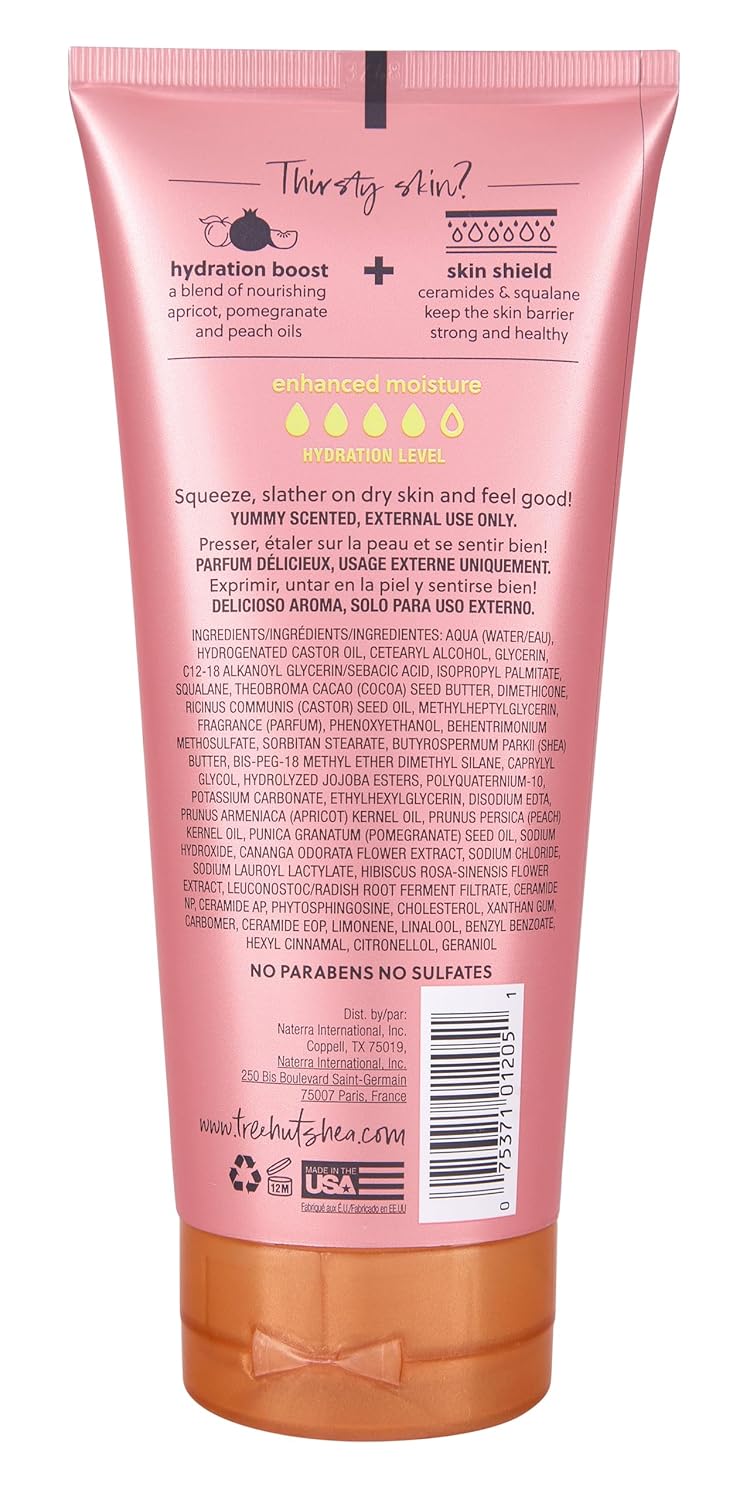 Thirsty skin?
hydration boost
a blend of nourishing
apricot, pomegranate
and peach oils
+
skin shield
ceramides & squalane
keep the skin barrier
strong and healthy
enhanced moisture
HYDRATION LEVEL
Squeeze, slather on dry skin and feel good!
YUMMY SCENTED, EXTERNAL USE ONLY.
Presser, étaler sur la peau et se sentir bien!
PARFUM DÉLICIEUX, USAGE EXTERNE UNIQUEMENT.
Exprimir, untar en la piel y sentirse bien!
DELICIOSO AROMA, SOLO PARA USO EXTERNO.
INGREDIENTS/INGRÉDIENTS/INGREDIENTES: AQUA (WATER/EAU),
HYDROGENATED CASTOR OIL, CETEARYL ALCOHOL, GLYCERIN,
C12-18 ALKANOYL GLYCERIN/SEBACIC ACID, ISOPROPYL PALMITATE,
SQUALANE, THEOBROMA CACAO (COCOA) SEED BUTTER, DIMETHICONE,
RICINUS COMMUNIS (CASTOR) SEED OIL, METHYLHEPTYLGLYCERIN,
FRAGRANCE (PARFUM), PHENOXYETHANOL, BEHENTRIMONIUM
METHOSULFATE, SORBITAN STEARATE, BUTYROSPERMUM PARKII (SHEA)
BUTTER, BIS-PEG-18 METHYL ETHER DIMETHYL SILANE, CAPRYLYL
GLYCOL, HYDROLYZED JOJOBA ESTERS, POLYQUATERNIUM-10,
POTASSIUM CARBONATE, ETHYLHEXYLGLYCERIN, DISODIUM EDTA,
PRUNUS ARMENIACA (APRICOT) KERNEL OIL, PRUNUS PERSICA (PEACH)
KERNEL OIL, PUNICA GRANATUM (POMEGRANATE) SEED OIL, SODIUM
HYDROXIDE, CANANGA ODORATA FLOWER EXTRACT, SODIUM CHLORIDE,
SODIUM LAUROYL LACTYLATE, HIBISCUS ROSA-SINENSIS FLOWER
EXTRACT, LEUCONOSTOC/RADISH ROOT FERMENT FILTRATE, CERAMIDE
NP, CERAMIDE AP, PHYTOSPHINGOSINE, CHOLESTEROL, XANTHAN GUM,
CARBOMER, CERAMIDE EOP, LIMONENE, LINALOOL, BENZYL BENZOATE,
HEXYL CINNAMAL, CITRONELLOL, GERANIOL
NO PARABENS NO SULFATES
Dist. by/par:
Naterra International, Inc.
Coppell, TX 75019,
Naterra International, Inc.
250 Bis Boulevard Saint-Germain
75007 Paris, France
www.treehutshea.com
12M
MADE IN THE
USA
Fabriqué aux É.U./Fabricado en EE.UU
0 75371 01205 1